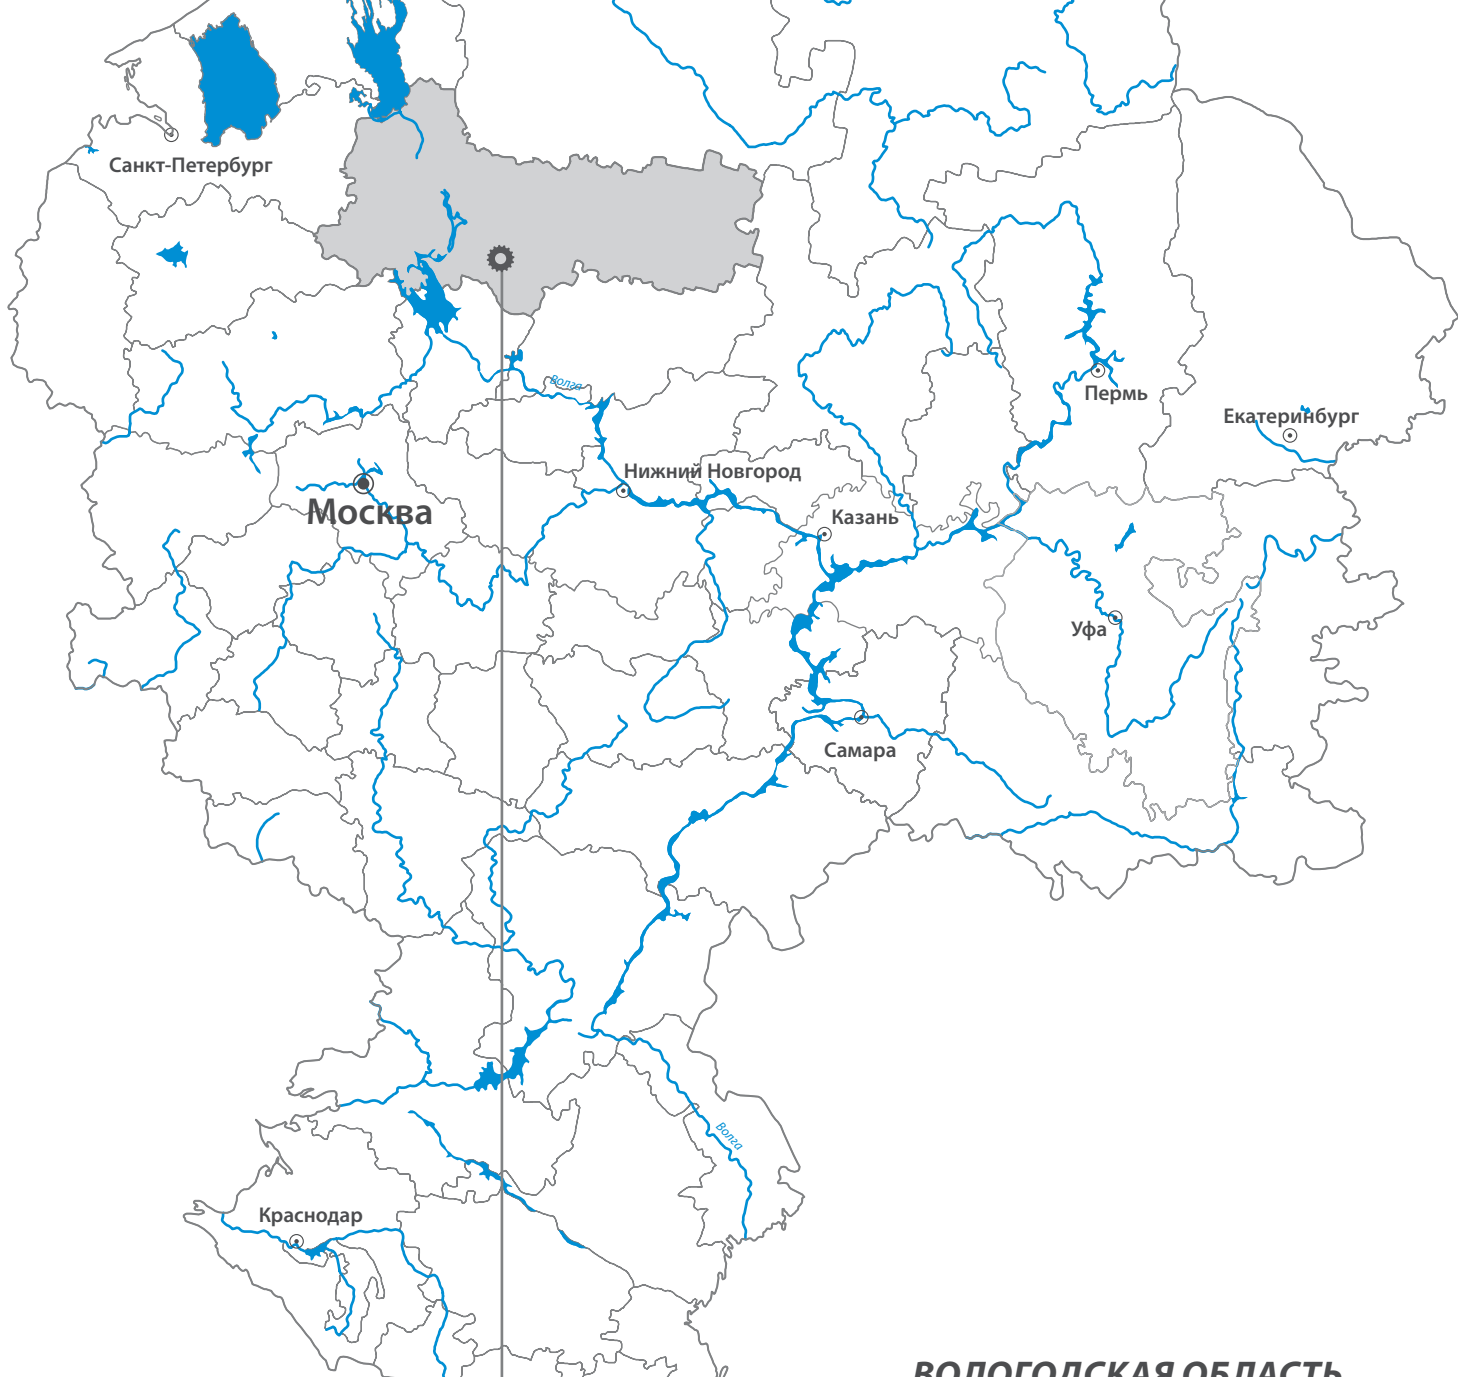 Санкт-Петербург
Волга
Пермь
Екатеринбург
Нижний Новгород
Москва
Казань
Уфа
Самара
Волга
Краснодар
ВОЛОГОДСКАЯ ОБЛАСТЬ